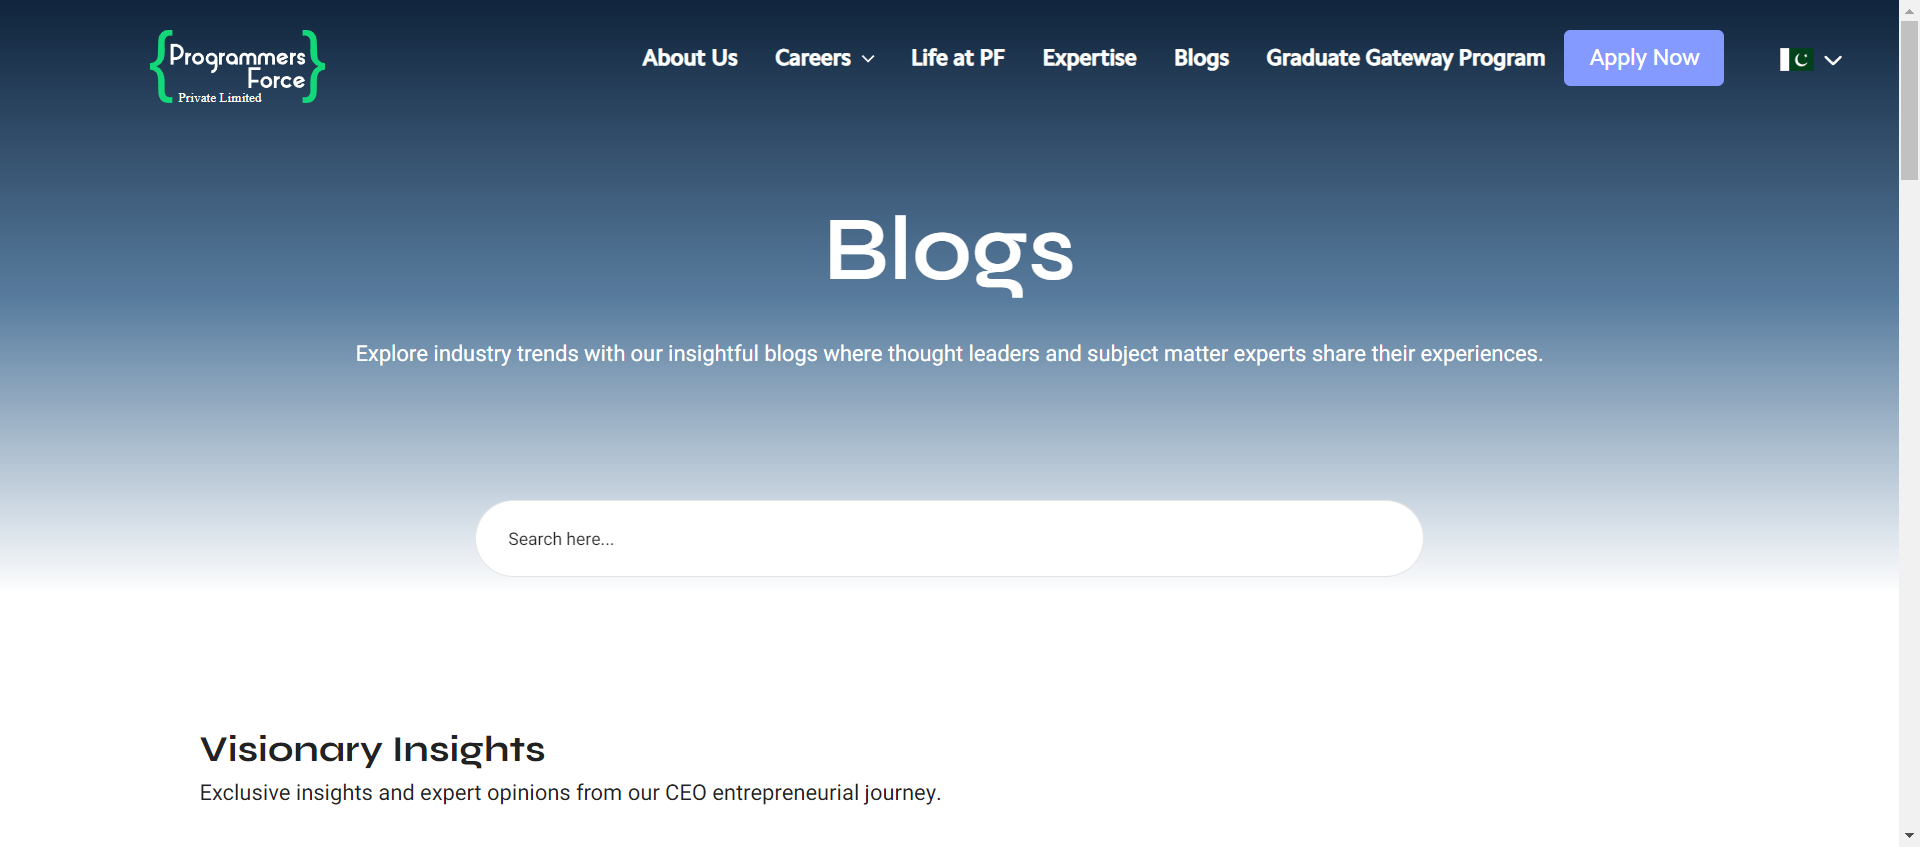 Programmers
Force
Private Limited
About Us
Careers
Life at PF
Expertise
Blogs
Graduate Gateway Program
Apply Now
Blogs
Explore industry trends with our insightful blogs where thought leaders and subject matter experts share their experiences.
Search here...
Visionary Insights
Exclusive insights and expert opinions from our CEO entrepreneurial journey.